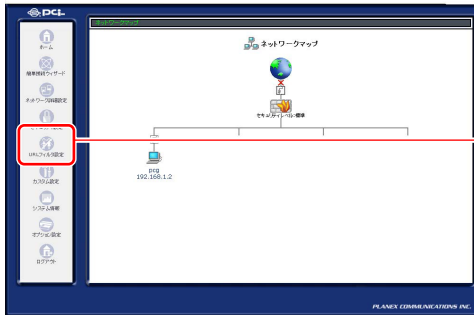 PCi
ネットワークマップ
ネットワークマップ
ホーム
簡単接続ウィザード
ネットワーク詳細設定
セキュリティレベル:標準
URLフィルタ設定
pcg
192.168.1.2
カスタム設定
システム情報
オプション設定
ログアウト
PLANEX COMMUNICATIONS INC.